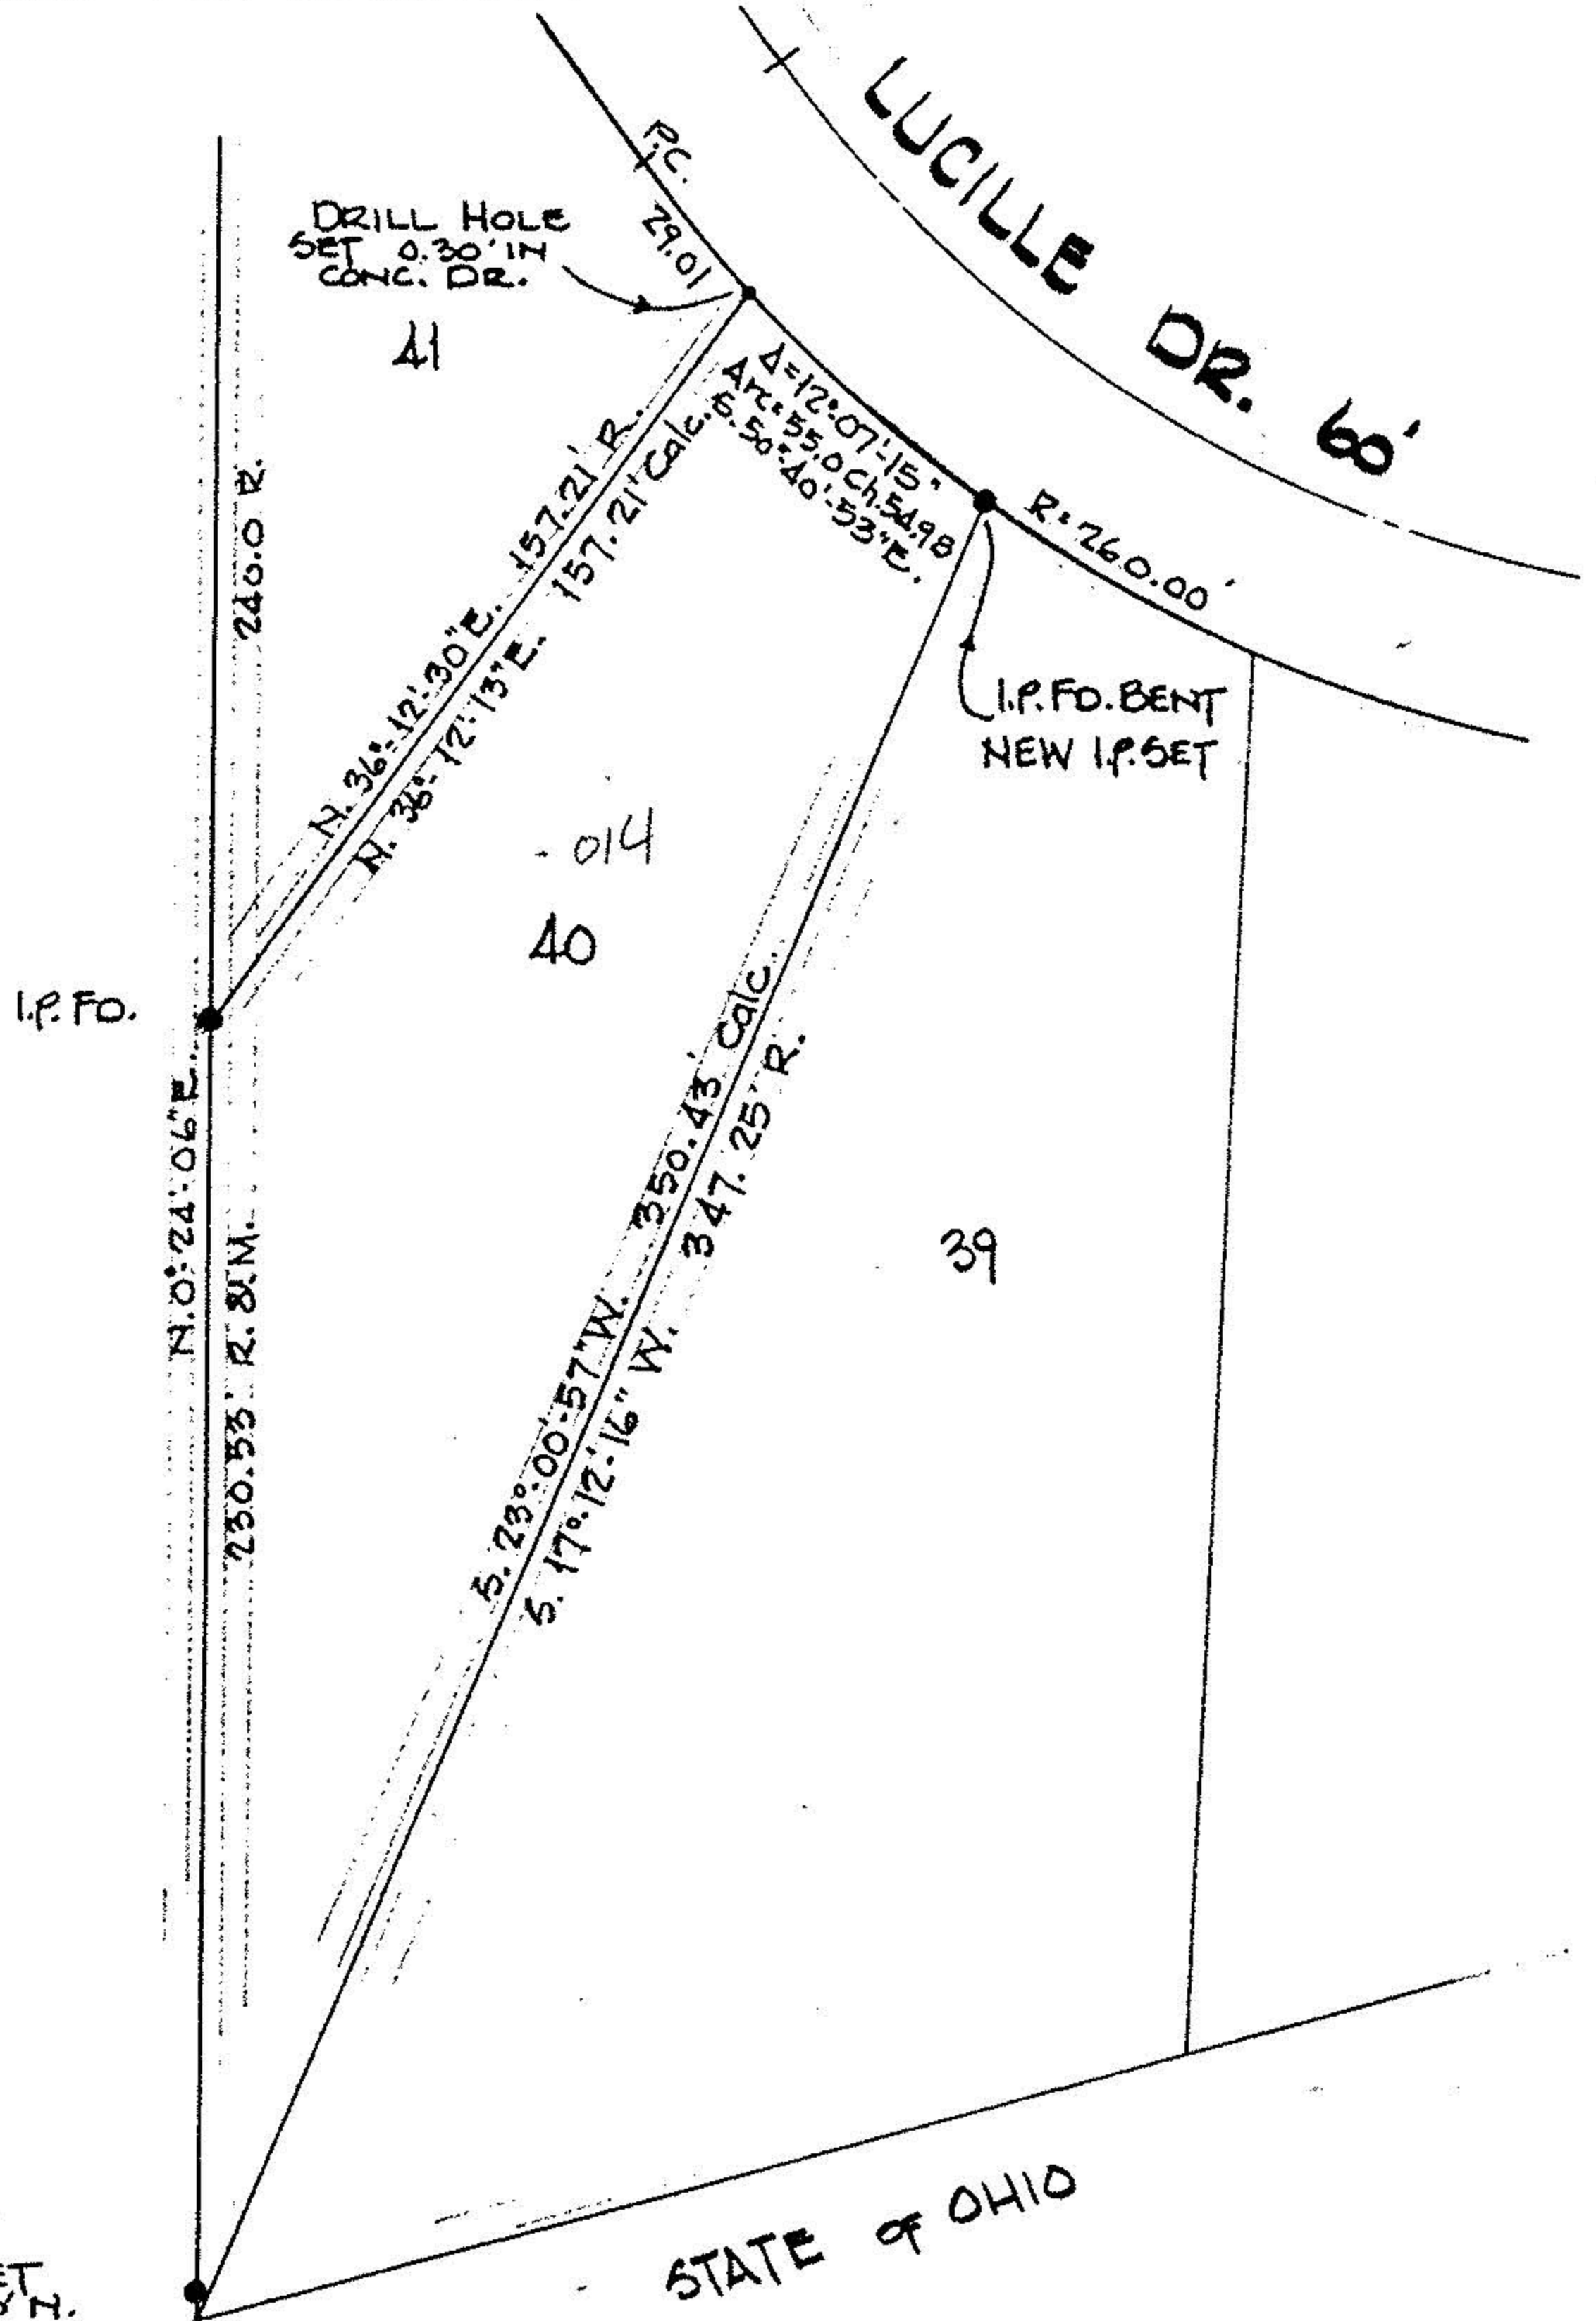 LUCILLE DR. 60'
P.C.
29.01
DRILL HOLE
SET 0.30' IN
CONC. DR.
41
Δ=12°-07'-15"
Arc=55.0 Ch.54.98
S.50°-40'-53"E.
R=260.00'
240.0 R.
N. 36°-12'-30"E. 157.21' R.
N. 36°-12'-13"E. 157.21' Calc.
I.P. FD. BENT
NEW I.P. SET
- 014
40
I.P. FD.
N.0°-24'-06"E.
230.53' R. & M.
S. 23°-00'-57"W. 350.43' Calc.
S. 17°-12'-16" W. 347.25' R.
39
STATE OF OHIO
N.